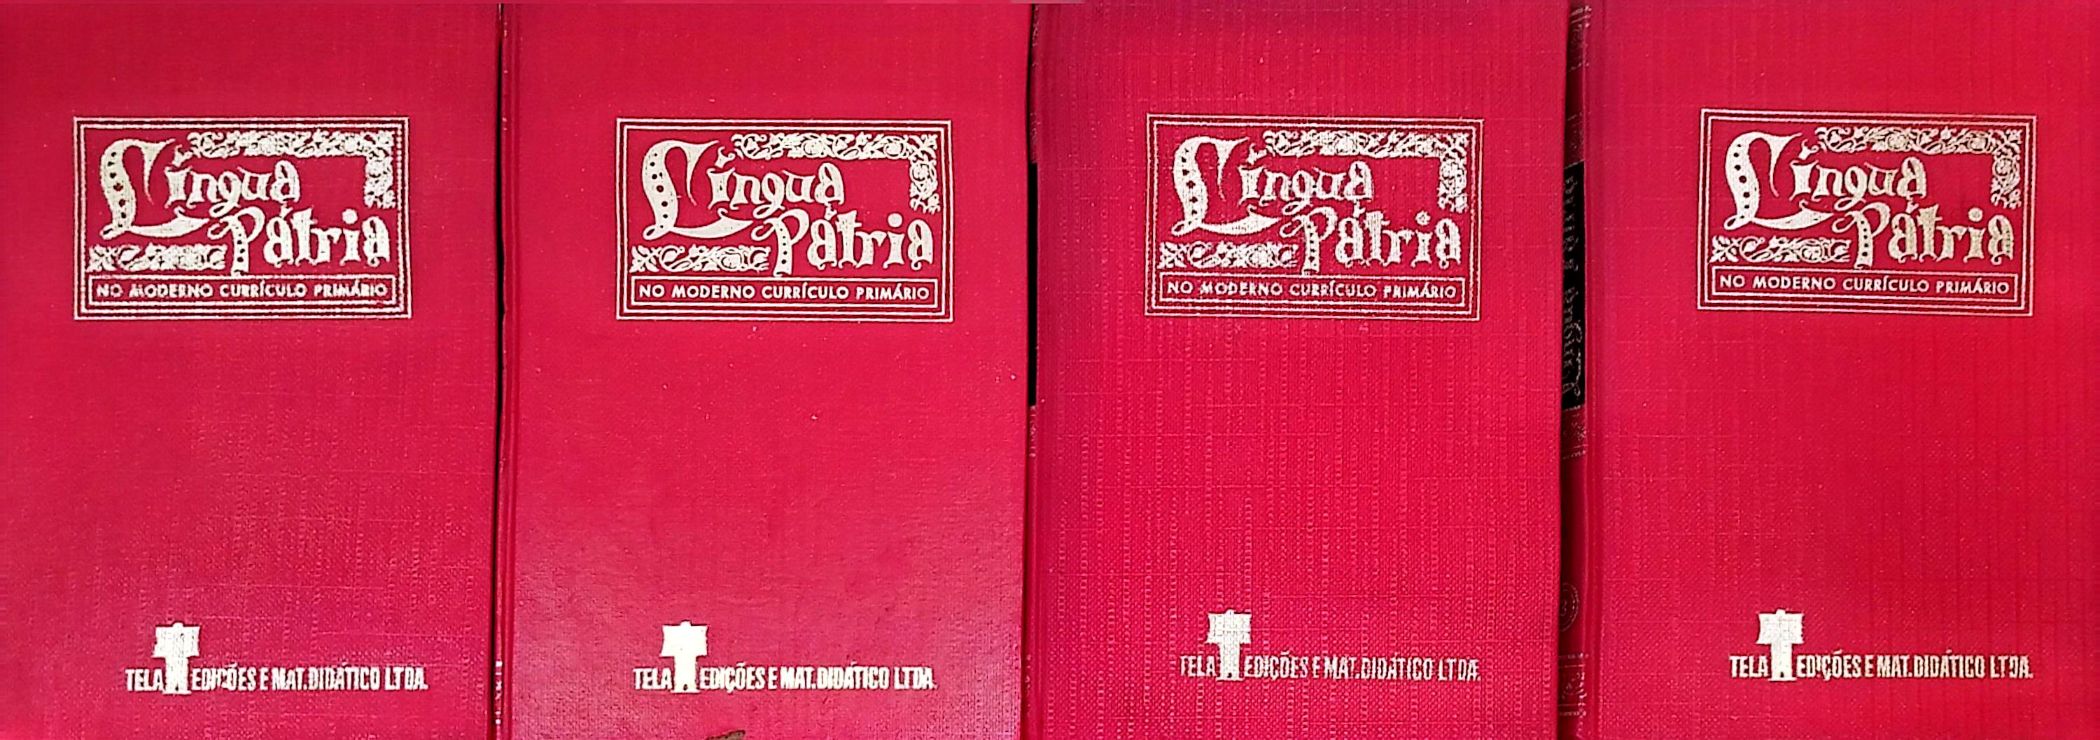 Língua
Pátria
NO MODERNO CURRÍCULO PRIMÁRIO
TELA EDIÇÕES E MAT. DIDÁTICO LTDA.
Língua
Pátria
NO MODERNO CURRÍCULO PRIMÁRIO
TELA EDIÇÕES E MAT. DIDÁTICO LTDA.
Língua
Pátria
NO MODERNO CURRÍCULO PRIMÁRIO
TELA EDIÇÕES E MAT. DIDÁTICO LTDA.
Língua
Pátria
NO MODERNO CURRÍCULO PRIMÁRIO
TELA EDIÇÕES E MAT. DIDÁTICO LTDA.